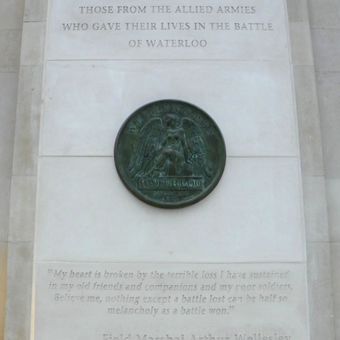 THOSE FROM THE ALLIED ARMIES
WHO GAVE THEIR LIVES IN THE BATTLE
OF WATERLOO
"My heart is broken by the terrible loss I have sustained
in my old friends and companions and my poor soldiers.
Believe me, nothing except a battle lost can be half so
melancholy as a battle won."
Field Marshal Arthur Wellesley